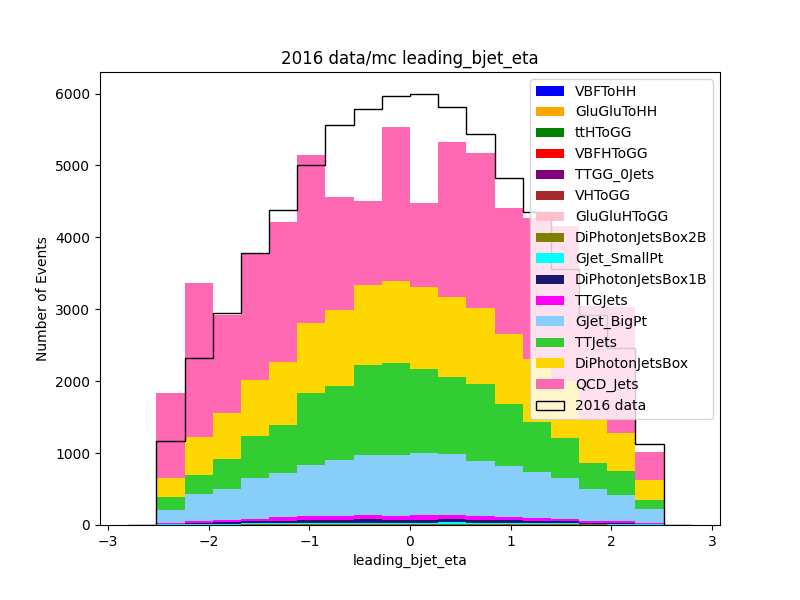 2016 data/mc leading_bjet_eta
Number of Events
6000
5000
4000
3000
2000
1000
0
−3
−2
−1
0
1
2
3
leading_bjet_eta
VBFToHH
GluGluToHH
ttHToGG
VBFHToGG
TTGG_0Jets
VHToGG
GluGluHToGG
DiPhotonJetsBox2B
GJet_SmallPt
DiPhotonJetsBox1B
TTGJets
GJet_BigPt
TTJets
DiPhotonJetsBox
QCD_Jets
2016 data